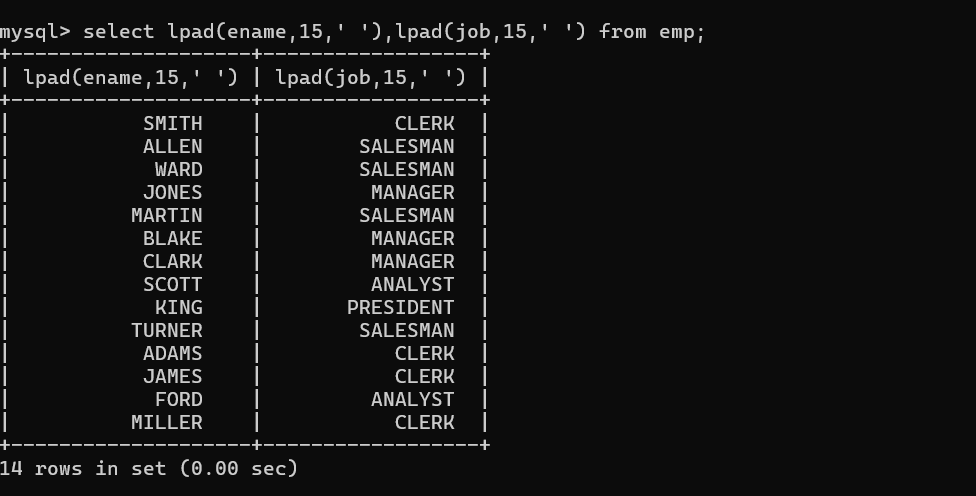 mysql> select lpad(ename,15,' '),lpad(job,15,' ') from emp;
+--------------------+------------------+
| lpad(ename,15,' ') | lpad(job,15,' ') |
+--------------------+------------------+
|           SMITH    |           CLERK  |
|           ALLEN    |        SALESMAN  |
|            WARD    |        SALESMAN  |
|           JONES    |         MANAGER  |
|          MARTIN    |        SALESMAN  |
|           BLAKE    |         MANAGER  |
|           CLARK    |         MANAGER  |
|           SCOTT    |         ANALYST  |
|            KING    |       PRESIDENT  |
|          TURNER    |        SALESMAN  |
|           ADAMS    |           CLERK  |
|           JAMES    |           CLERK  |
|            FORD    |         ANALYST  |
|          MILLER    |           CLERK  |
+--------------------+------------------+
14 rows in set (0.00 sec)